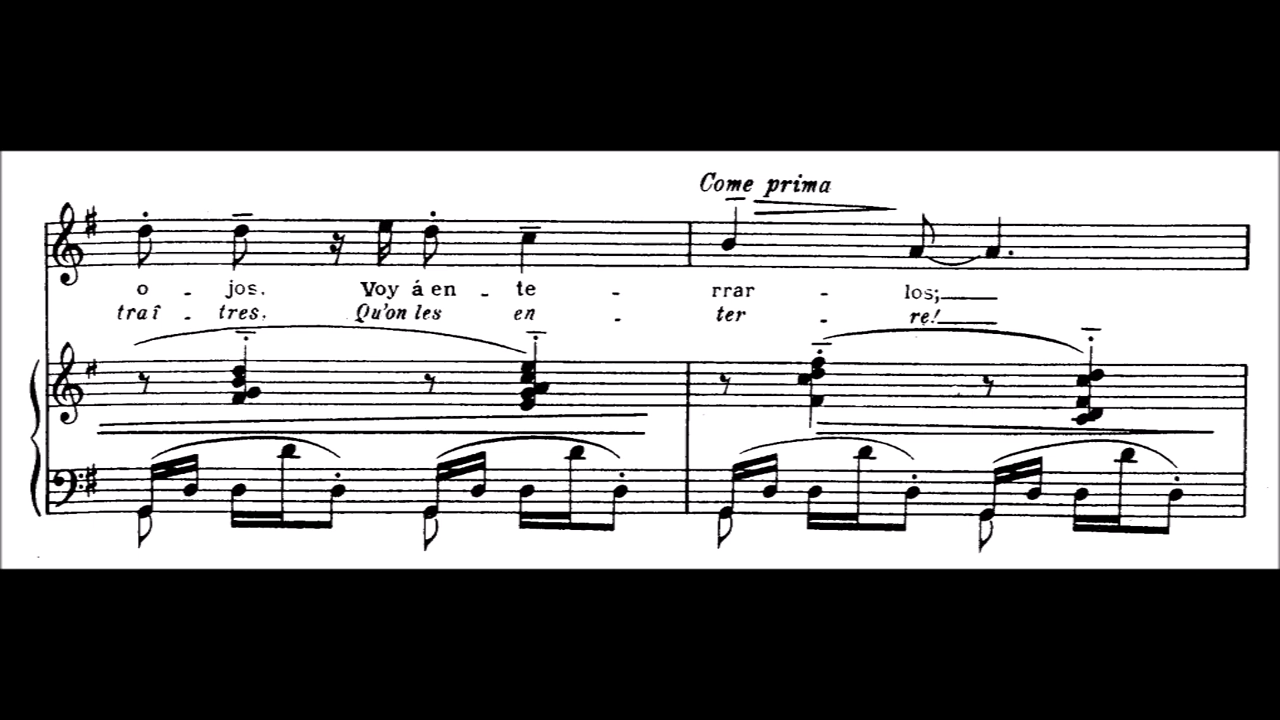 Come prima
o - jos. Voy á en - te - rrar - los;
traî - tres. Qu'on les en - ter - re!